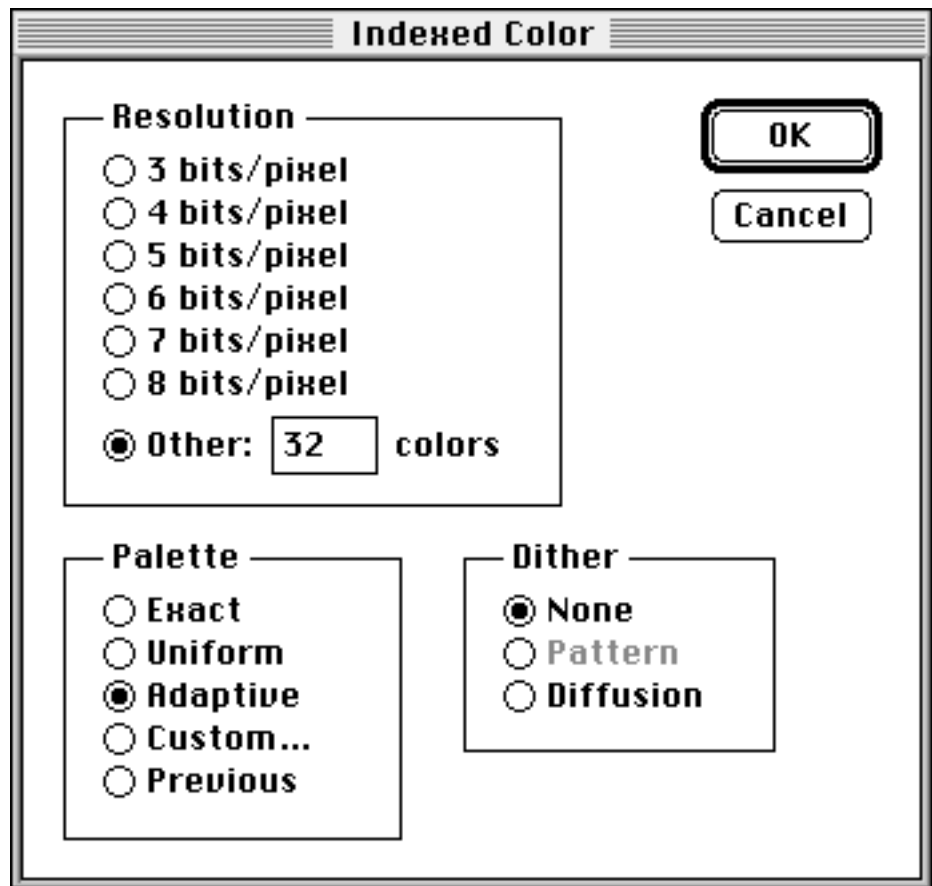 Indexed Color
Resolution
3 bits/pixel
4 bits/pixel
5 bits/pixel
6 bits/pixel
7 bits/pixel
8 bits/pixel
Other: 32 colors
OK
Cancel
Palette
Exact
Uniform
Adaptive
Custom...
Previous
Dither
None
Pattern
Diffusion